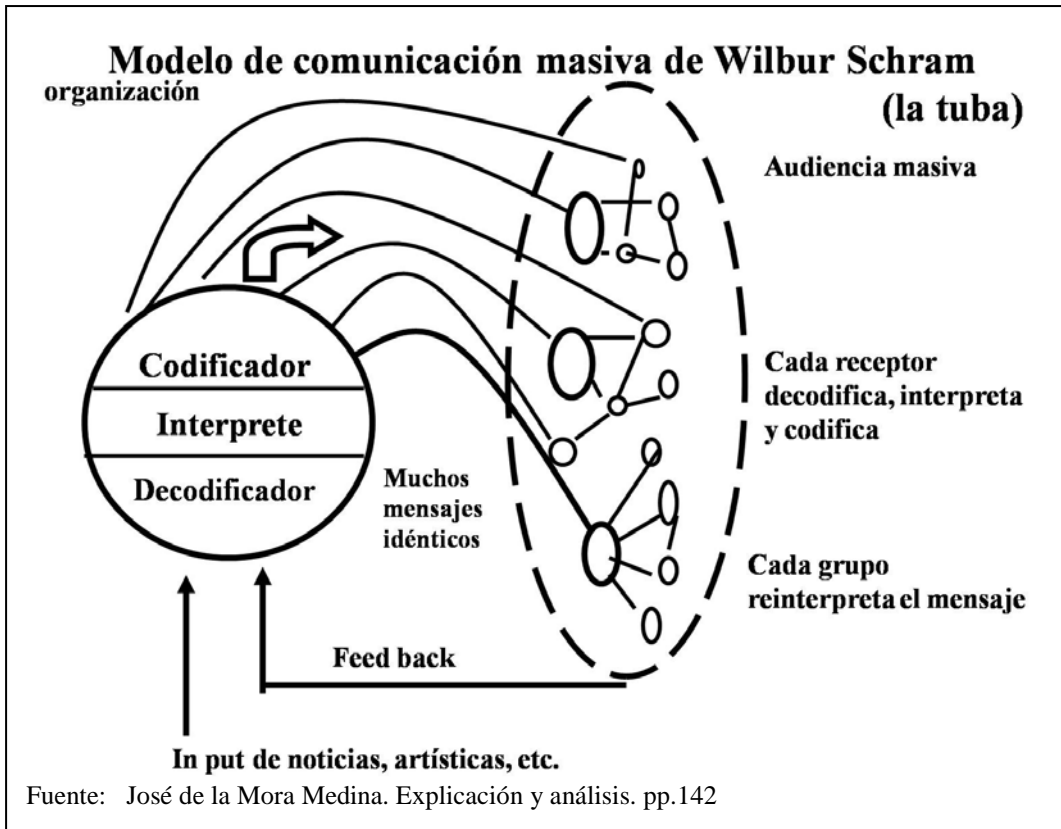 Modelo de comunicación masiva de Wilbur Schram
(la tuba)
organización
Audiencia masiva
Codificador
Interprete
Decodificador
Muchos
mensajes
idénticos
Cada receptor
decodifica, interpreta
y codifica
Cada grupo
reinterpreta el mensaje
Feed back
In put de noticias, artísticas, etc.
Fuente: José de la Mora Medina. Explicación y análisis. pp.142